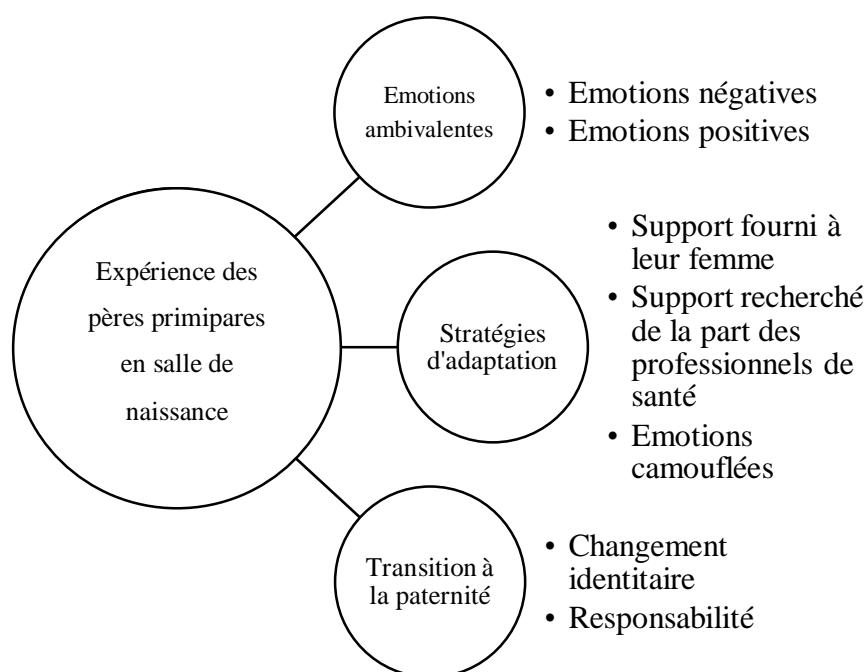 Expérience des
pères primipares
en salle de
naissance
Emotions
ambivalentes
• Emotions négatives
• Emotions positives
Stratégies
d'adaptation
• Support fourni à
leur femme
• Support recherché
de la part des
professionnels de
santé
• Emotions
camouflées
Transition à
la paternité
• Changement
identitaire
• Responsabilité